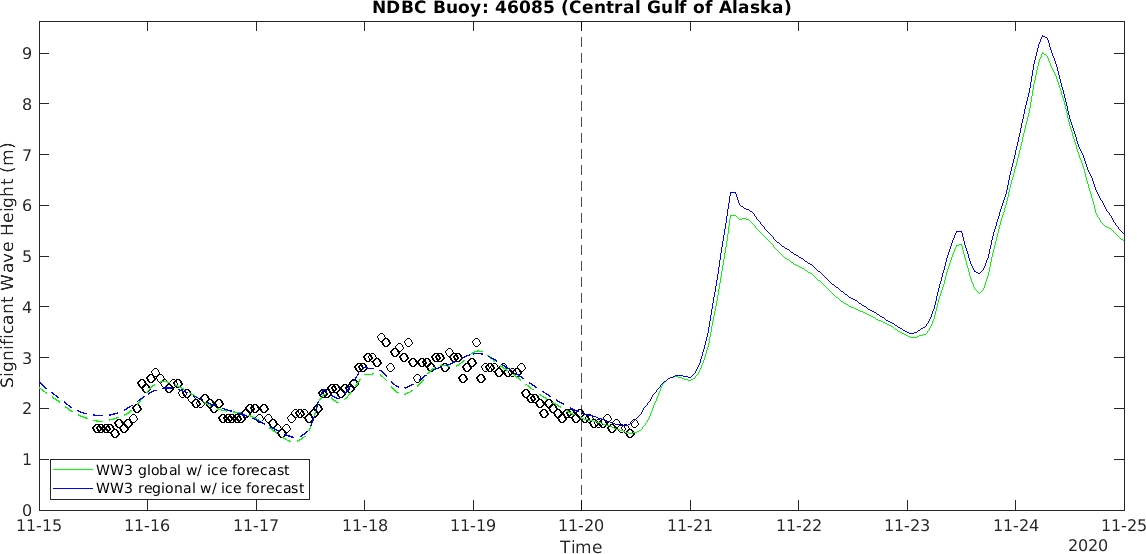 NDBC Buoy: 46085 (Central Gulf of Alaska)
Significant Wave Height (m)
9
8
7
6
5
4
3
2
1
0
WW3 global w/ ice forecast
WW3 regional w/ ice forecast
11-15 11-16 11-17 11-18 11-19 11-20 11-21 11-22 11-23 11-24 11-25
Time
2020